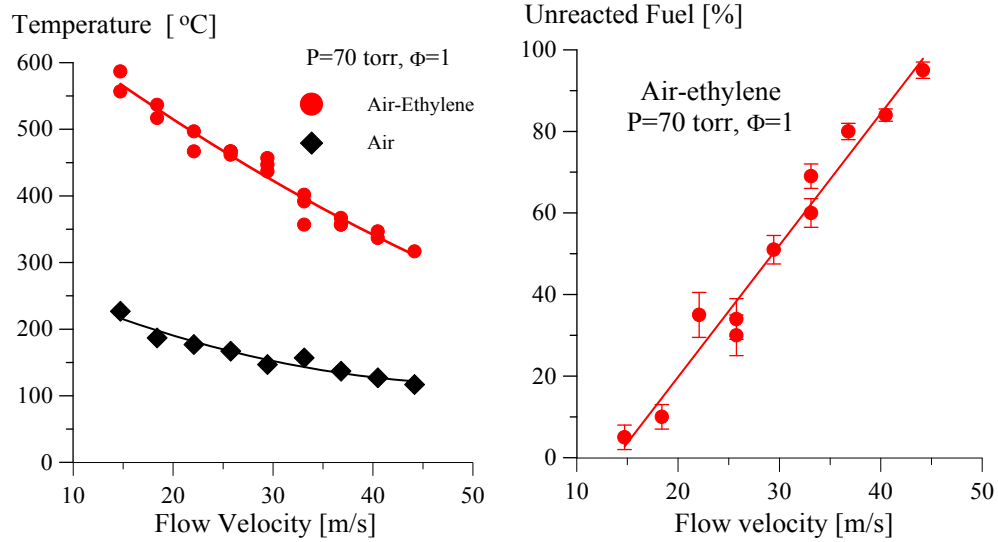 Temperature [ °C]
P=70 torr, Φ=1
Air-Ethylene
Air
600
500
400
300
200
100
0
10 20 30 40 50
Flow Velocity [m/s]
Unreacted Fuel [%]
Air-ethylene
P=70 torr, Φ=1
100
80
60
40
20
0
10 20 30 40 50
Flow velocity [m/s]